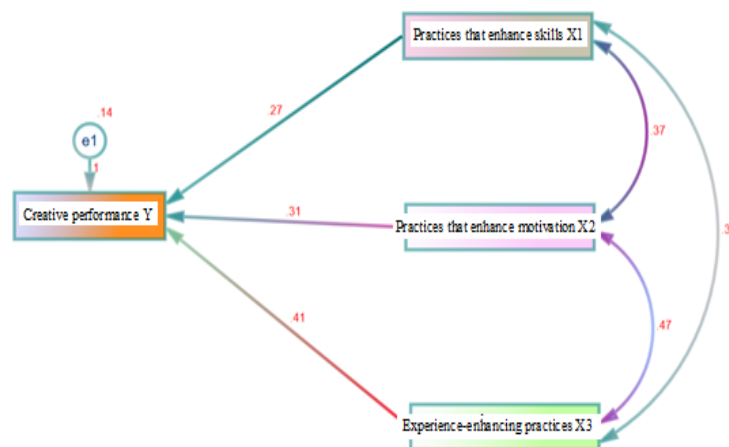 Practices that enhance skills X1
.14
.27
e1
.37
1
Creative performance Y
.31
Practices that enhance motivation X2
.41
.47
Experience-enhancing practices X3